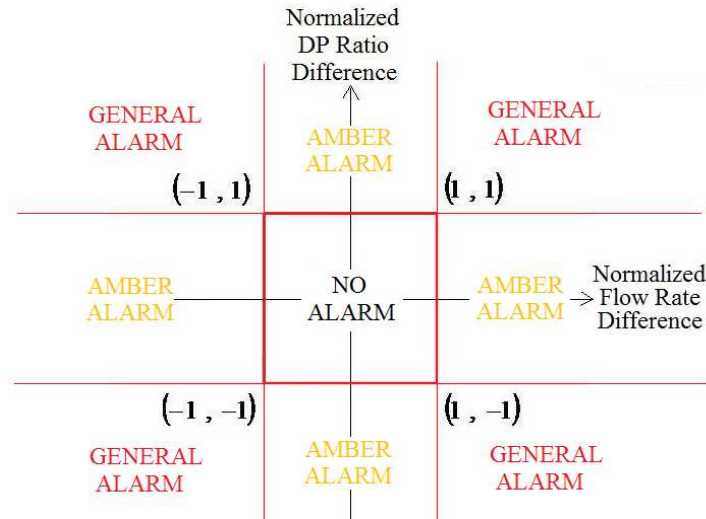 Normalized
DP Ratio
Difference
GENERAL
ALARM
AMBER
ALARM
GENERAL
ALARM
(-1 , 1)
(1 , 1)
AMBER
ALARM
NO
ALARM
AMBER
ALARM
Normalized
Flow Rate
Difference
(-1 , -1)
(1 , -1)
GENERAL
ALARM
AMBER
ALARM
GENERAL
ALARM